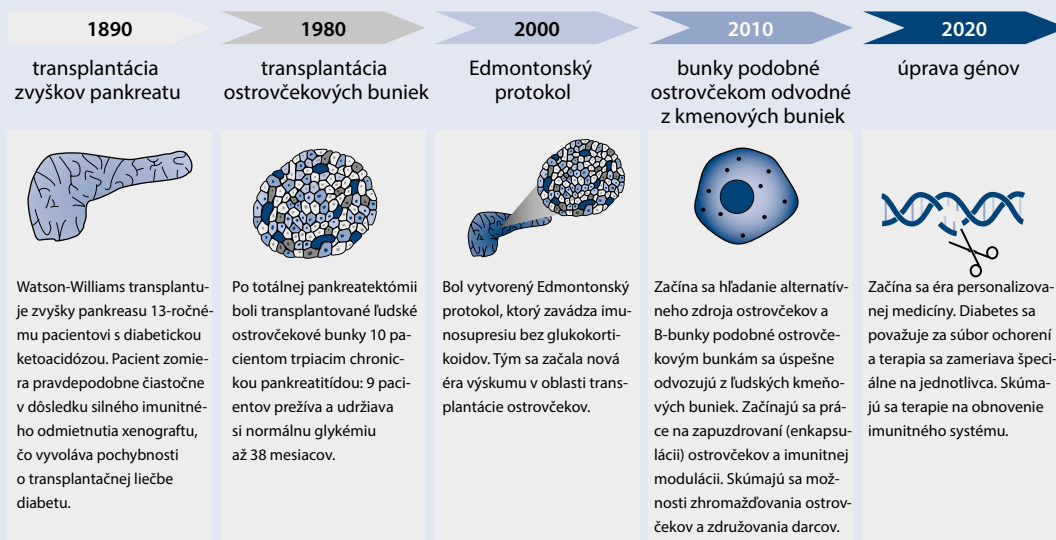 1890
transplantácia
zvyškov pankreatu
Watson-Williams transplantu-
je zvyšky pankreasu 13-ročné-
mu pacientovi s diabetickou
ketoacidózou. Pacient zomie-
ra pravdepodobne čiastočne
v dôsledku silného imunitné-
ho odmietnutia xenograftu,
čo vyvoláva pochybnosti
o transplantačnej liečbe
diabetu.
1980
transplantácia
ostrovčekových buniek
Po totálnej pankreatektómii
boli transplantované ľudské
ostrovčekové bunky 10 pa-
cientom trpiacim chronic-
kou pankreatitídou: 9 paci-
entov prežíva a udržiava
si normálnu glykémiu
až 38 mesiacov.
2000
Edmontonský
protokol
Bol vytvorený Edmontonský
protokol, ktorý zavádza imu-
nosupresiu bez glukokorti-
koidov. Tým sa začala nová
éra výskumu v oblasti trans-
plantácie ostrovčekov.
2010
bunky podobné
ostrovčekom odvodné
z kmenových buniek
Začína sa hľadanie alternatív-
neho zdroja ostrovčekov a
B-bunky podobné ostrovče-
kovým bunkám sa úspešne
odvozujú z ľudských kmeňo-
vých buniek. Začínajú sa prá-
ce na zapuzdrovaní (enkapsu-
lácii) ostrovčekov a imunitnej
modulácii. Skúmajú sa mož-
nosti zhromažďovania ostrov-
čekov a združovania darcov.
2020
úprava génov
Začína sa éra personalizova-
nej medicíny. Diabetes sa
považuje za súbor ochorení
a terapia sa zameriava špeci-
álne na jednotlivca. Skúma-
jú sa terapie na obnovenie
imunitného systému.